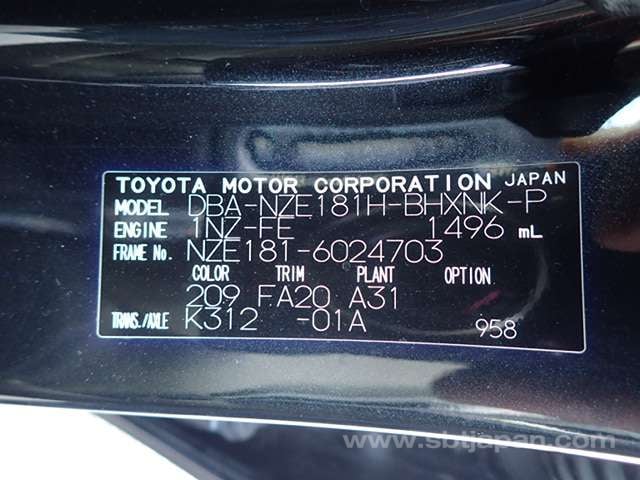 TOYOTA MOTOR CORPORATION JAPAN
MODEL DBA-NZE181H-BHXNK-P
ENGINE 1NZ-FE 1496 mL
FRAME No. NZE181-6024703
COLOR TRIM PLANT OPTION
209 FA20 A31
TRANS./AXLE K312 -01A 958
www.sbtjapan.com